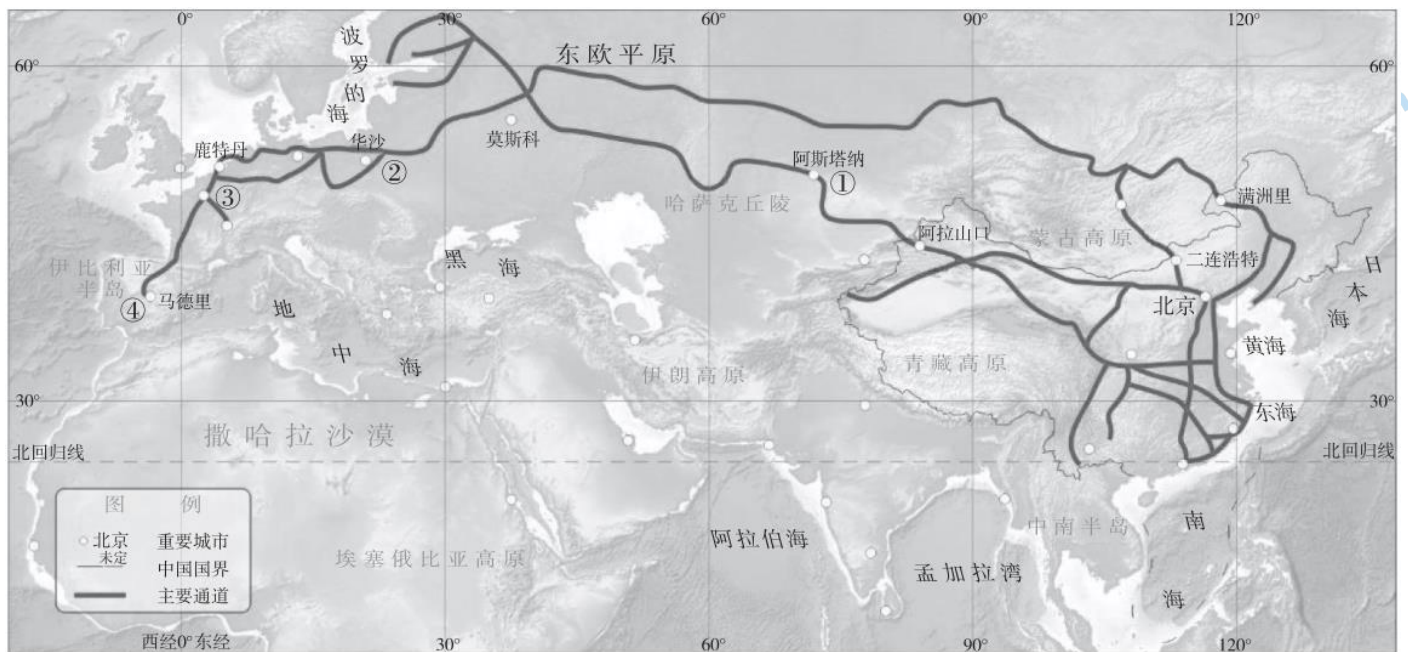 0°
30°
60°
90°
120°
60°
60°
波罗的海
东欧平原
莫斯科
鹿特丹
华沙
②
③
阿斯塔纳
①
哈萨克丘陵
阿拉山口
蒙古高原
满洲里
二连浩特
北京
日本海
伊比利亚
半岛
④
马德里
黑海
地中海
伊朗高原
青藏高原
黄海
30°
30°
东海
撒哈拉沙漠
北回归线
北回归线
图 例
北京 重要城市
未定 中国国界
主要通道
埃塞俄比亚高原
阿拉伯海
孟加拉湾
中南半岛
南海
西经0°东经
30°
60°
90°
120°